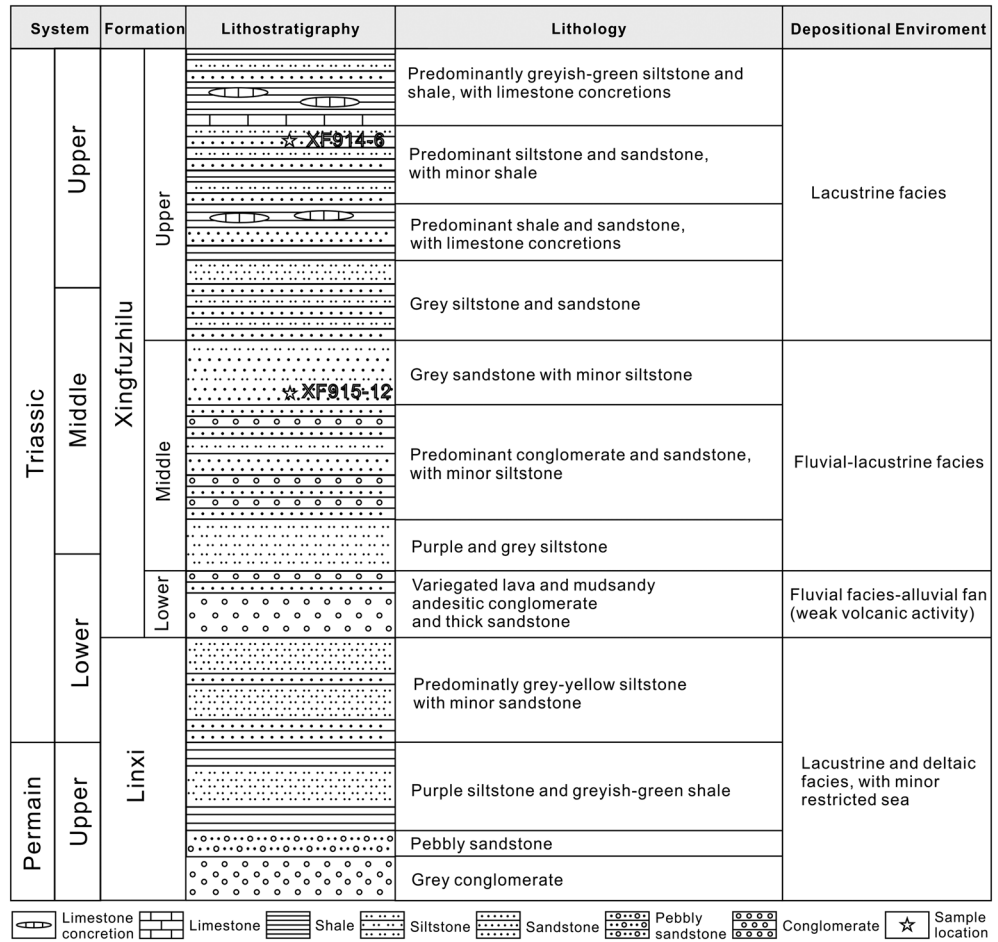 System
Formation
Lithostratigraphy
Lithology
Depositional Enviroment
Triassic
Permain
Upper
Middle
Lower
Upper
Xingfuzhilu
Linxi
Upper
Middle
Lower
XF914-6
XF915-12
Predominantly greyish-green siltstone and
shale, with limestone concretions
Predominant siltstone and sandstone,
with minor shale
Predominant shale and sandstone,
with limestone concretions
Grey siltstone and sandstone
Grey sandstone with minor siltstone
Predominant conglomerate and sandstone,
with minor siltstone
Purple and grey siltstone
Variegated lava and mudsandy
andesitic conglomerate
and thick sandstone
Predominatly grey-yellow siltstone
with minor sandstone
Purple siltstone and greyish-green shale
Pebbly sandstone
Grey conglomerate
Lacustrine facies
Fluvial-lacustrine facies
Fluvial facies-alluvial fan
(weak volcanic activity)
Lacustrine and deltaic
facies, with minor
restricted sea
Limestone
concretion
Limestone
Shale
Siltstone
Sandstone
Pebbly
sandstone
Conglomerate
Sample
location